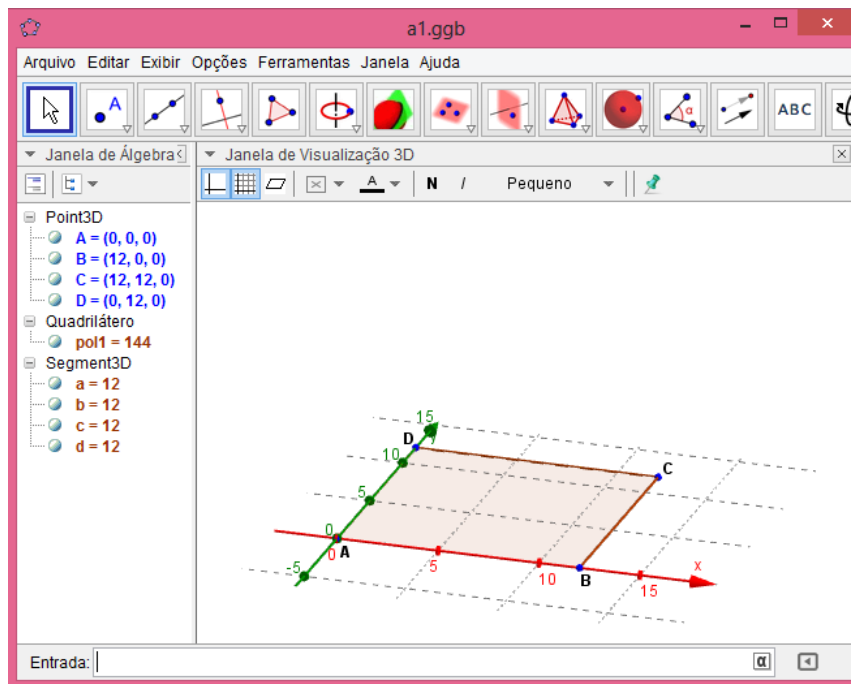 a1.ggb
Arquivo Editar Exibir Opções Ferramentas Janela Ajuda
A
α
ABC
Janela de Álgebra
Janela de Visualização 3D
A
N
I
Pequeno
Point3D
A = (0, 0, 0)
B = (12, 0, 0)
C = (12, 12, 0)
D = (0, 12, 0)
Quadrilátero
pol1 = 144
Segment3D
a = 12
b = 12
c = 12
d = 12
15
y
D
10
C
5
0
0
A
-5
5
10
B
15
x
Entrada:
α